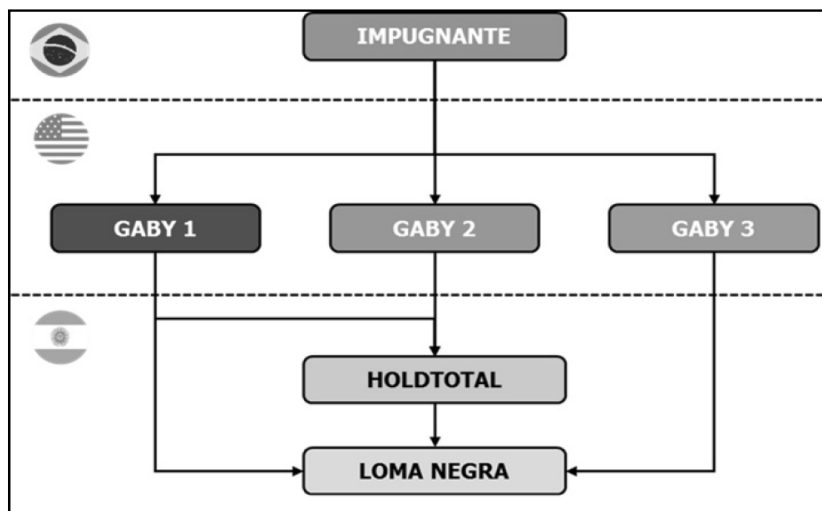 IMPUGNANTE
GABY 1
GABY 2
GABY 3
HOLDTOTAL
LOMA NEGRA